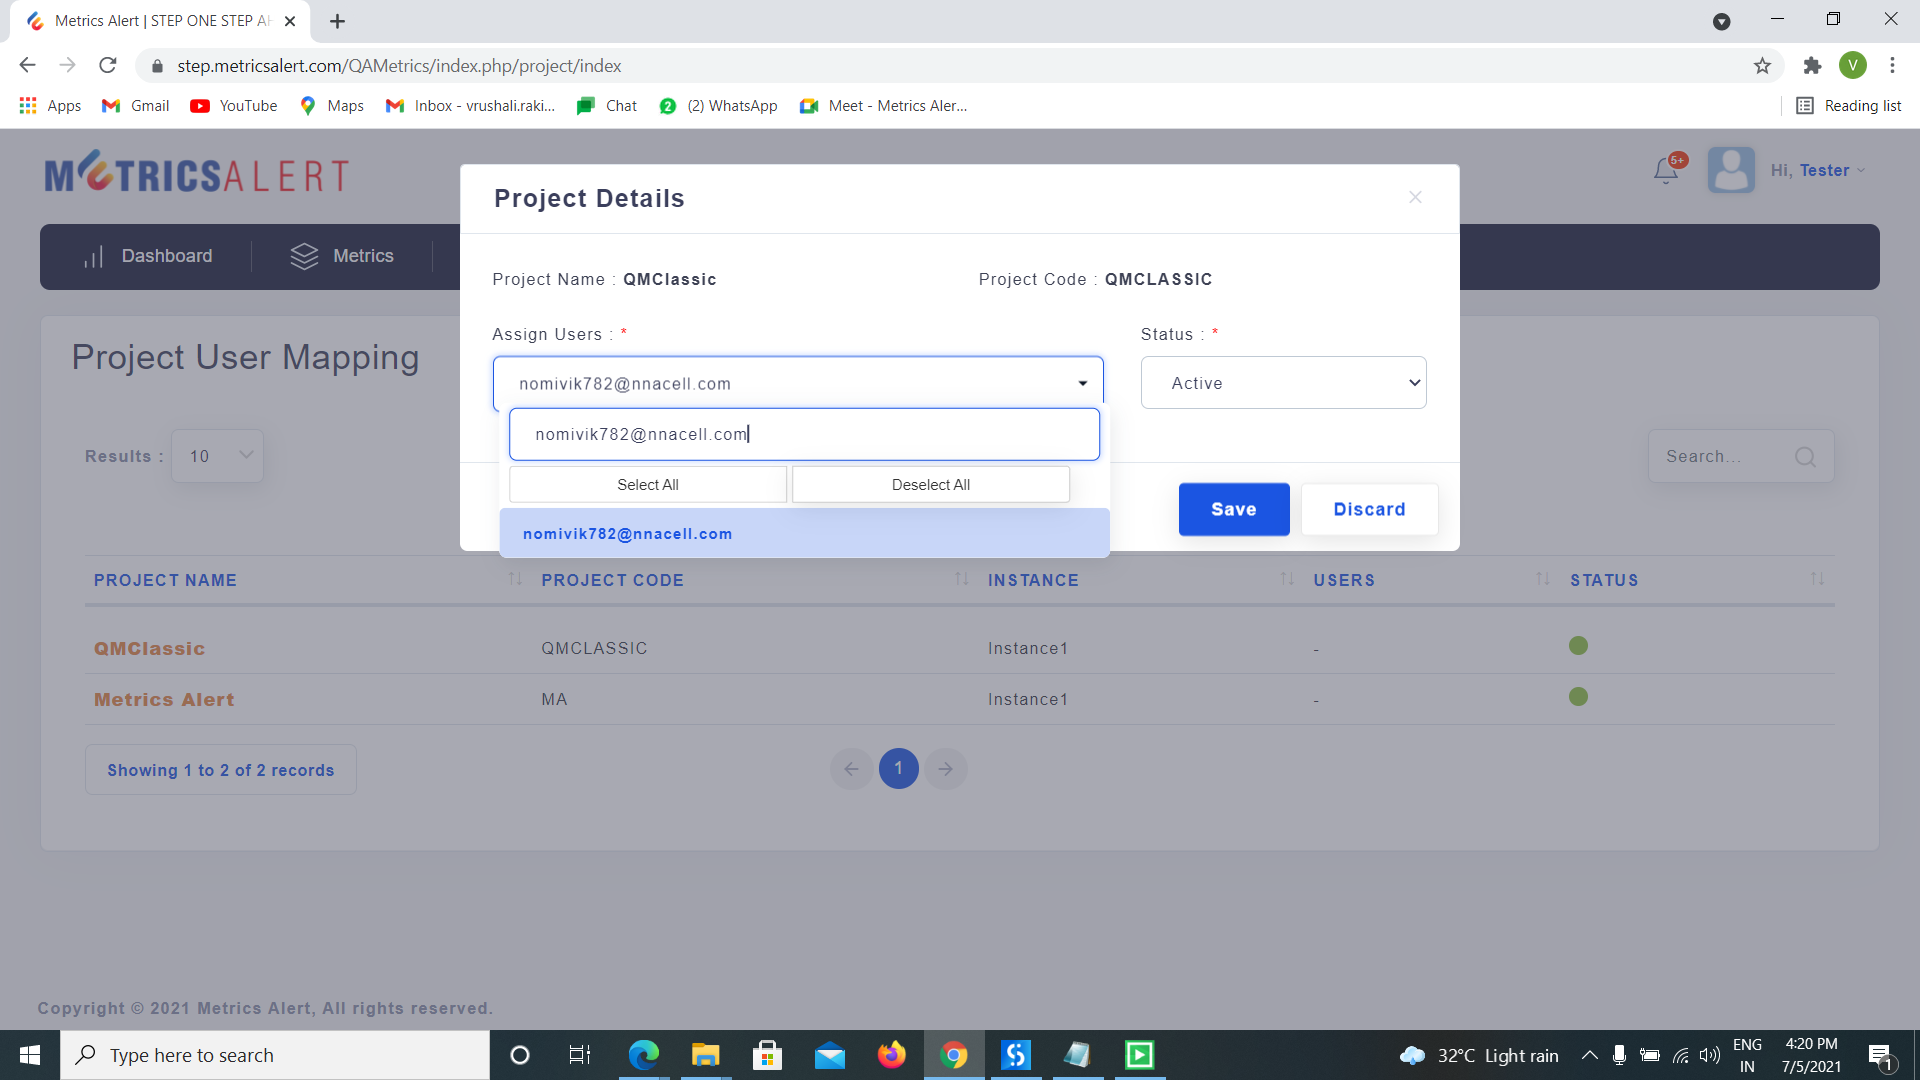 Metrics Alert | STEP ONE STEP AH
step.metricsalert.com/QAMetrics/index.php/project/index
V
Apps
Gmail
YouTube
Maps
Inbox - vrushali.raki...
Chat
2
(2) WhatsApp
Meet - Metrics Aler...
Reading list
METRICSALERT
5+
Hi, Tester
Dashboard
Metrics
Project Details
Project Name : QMClassic
Project Code : QMCLASSIC
Assign Users : *
Status : *
nomivik782@nnacell.com
Active
nomivik782@nnacell.com
Select All
Deselect All
nomivik782@nnacell.com
Save
Discard
Project User Mapping
Results :
10
Search...
PROJECT NAME
PROJECT CODE
INSTANCE
USERS
STATUS
QMClassic
QMCLASSIC
Instance1
-
Metrics Alert
MA
Instance1
-
Showing 1 to 2 of 2 records
1
Copyright © 2021 Metrics Alert, All rights reserved.
Type here to search
32°C Light rain
ENG
IN
4:20 PM
7/5/2021
1